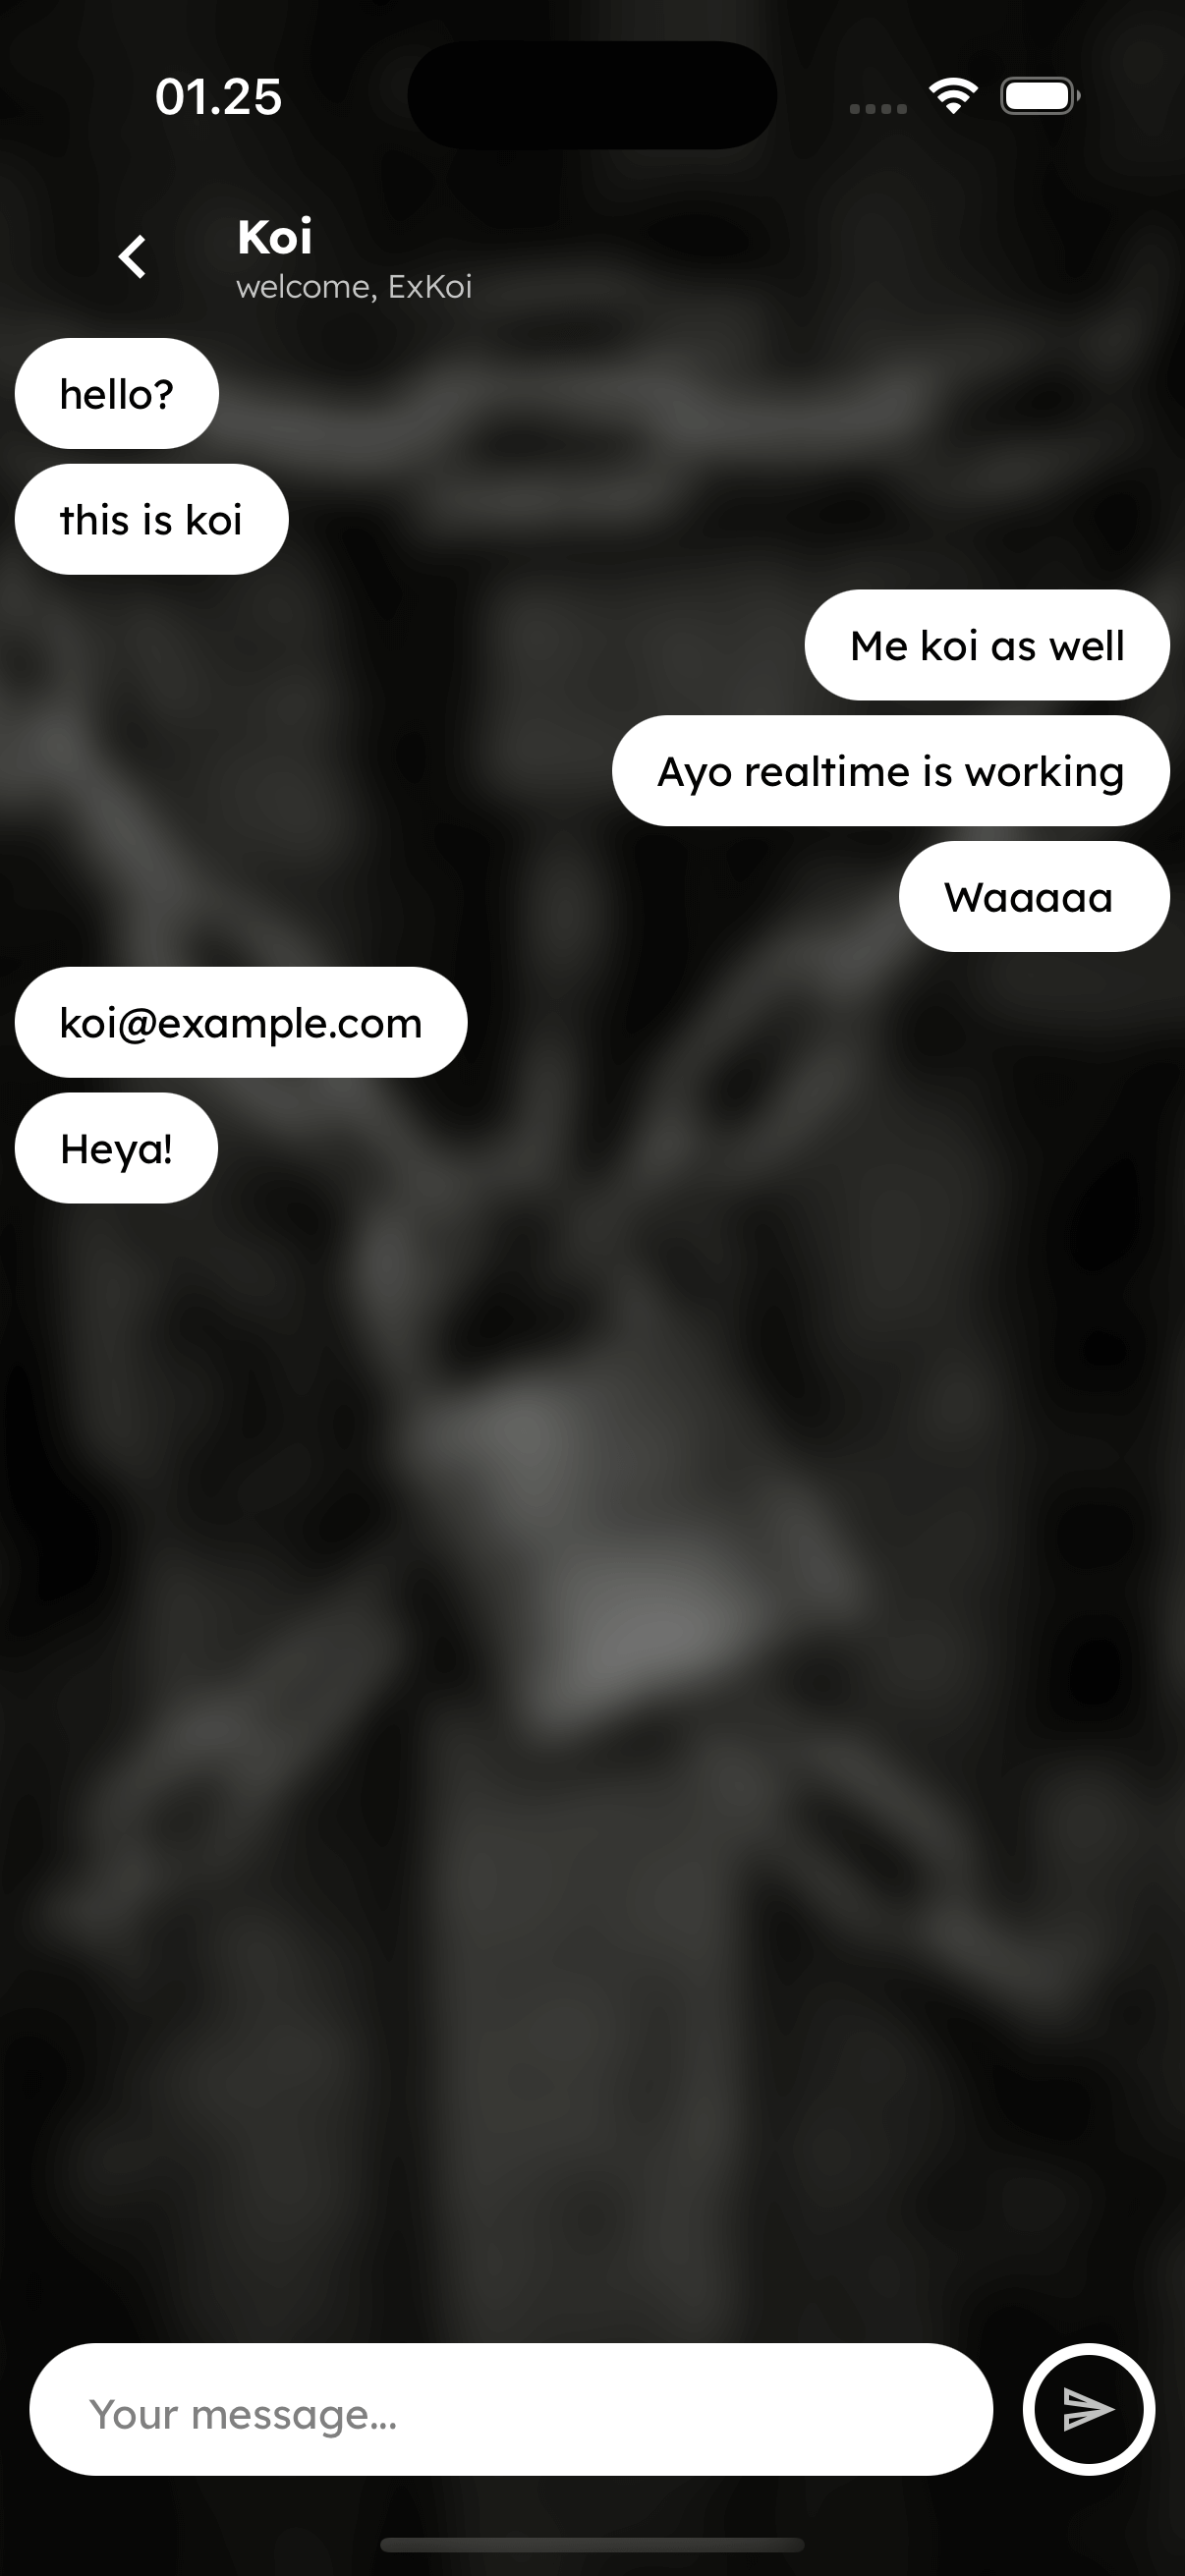 01.25
Koi
welcome, ExKoi
hello?
this is koi
Me koi as well
Ayo realtime is working
Waaaaa
koi@example.com
Heya!
Your message...